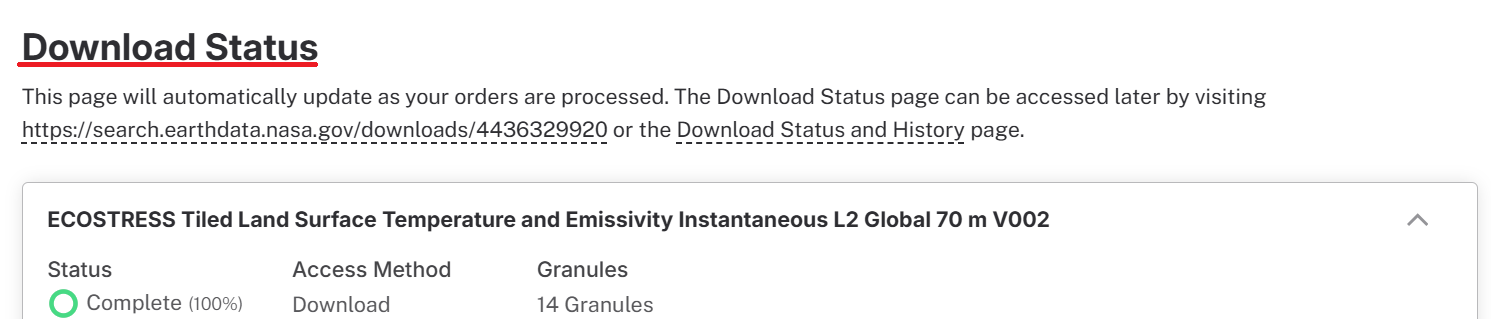 Download Status
This page will automatically update as your orders are processed. The Download Status page can be accessed later by visiting
https://search.earthdata.nasa.gov/downloads/4436329920 or the Download Status and History page.
ECOSTRESS Tiled Land Surface Temperature and Emissivity Instantaneous L2 Global 70 m V002
Status Access Method Granules
Complete (100%) Download 14 Granules